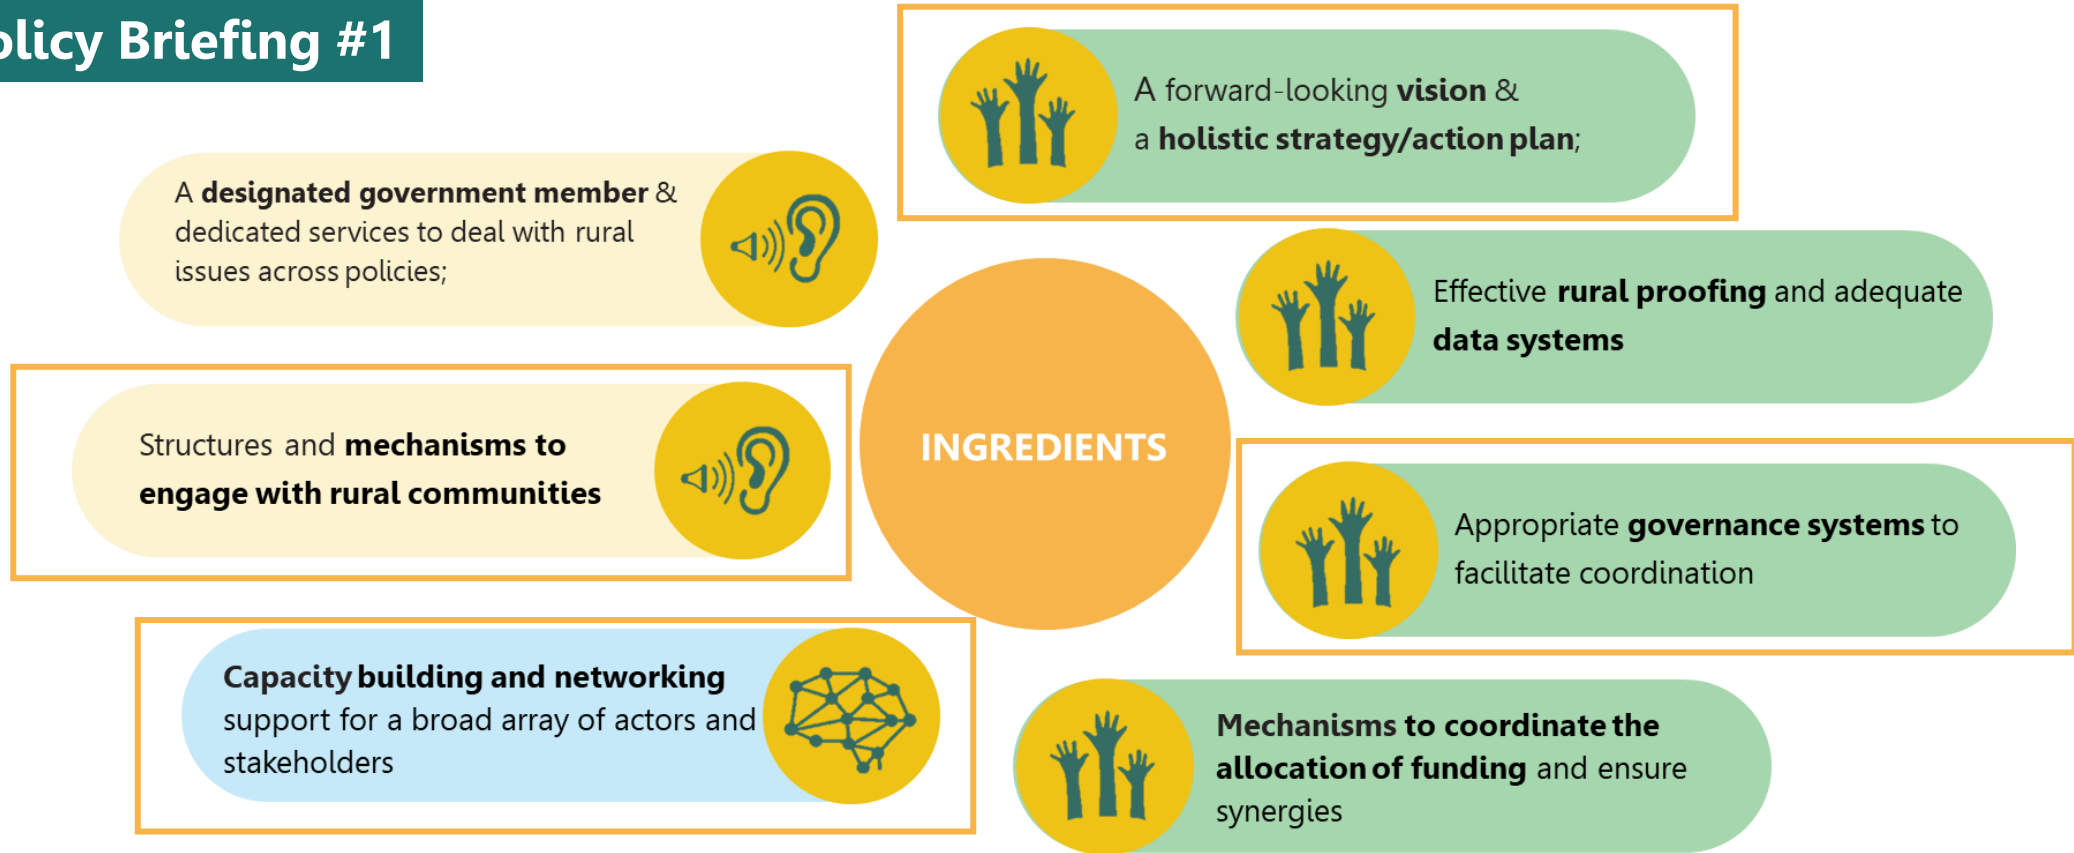 olicy Briefing #1
A forward-looking vision &
a holistic strategy/action plan;
A designated government member &
dedicated services to deal with rural
issues across policies;
Effective rural proofing and adequate
data systems
Structures and mechanisms to
engage with rural communities
INGREDIENTS
Appropriate governance systems to
facilitate coordination
Capacity building and networking
support for a broad array of actors and
stakeholders
Mechanisms to coordinate the
allocation of funding and ensure
synergies